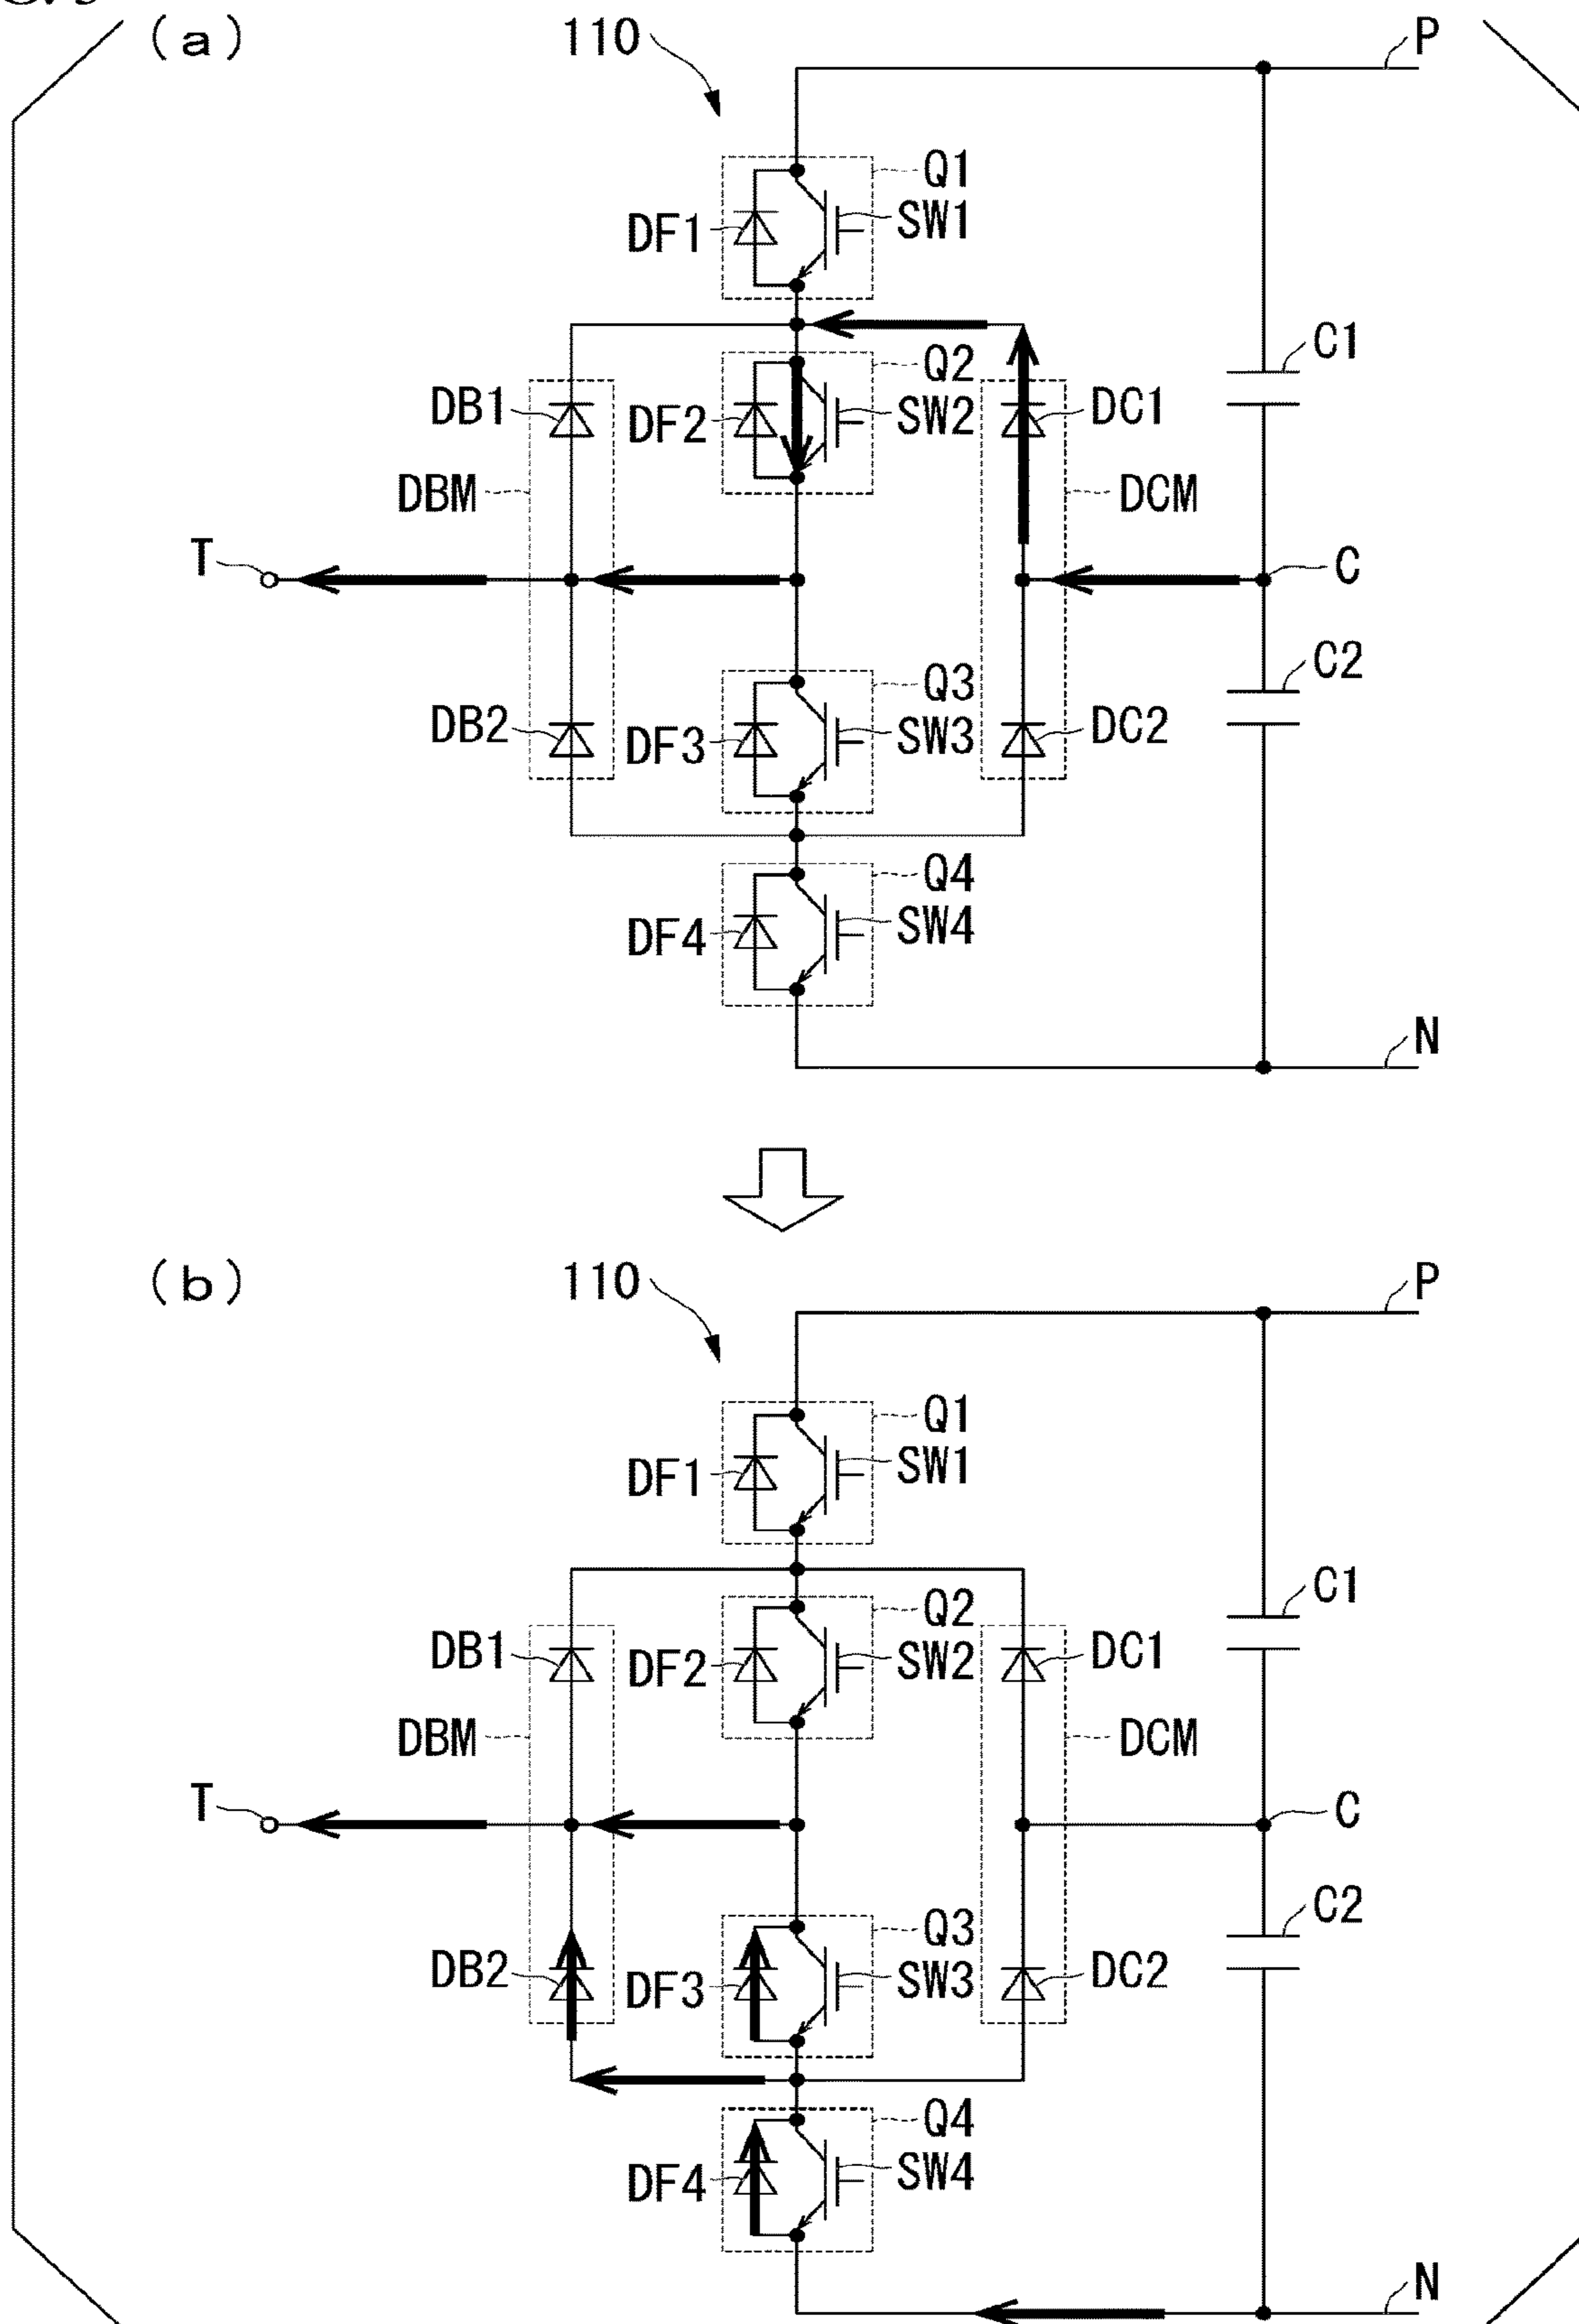 (a)
110
P
Q1
SW1
DF1
C1
Q2
SW2
DB1
DF2
DC1
DBM
DCM
T
C
C2
Q3
SW3
DB2
DF3
DC2
Q4
SW4
DF4
N
(b)
110
P
Q1
SW1
DF1
C1
Q2
SW2
DB1
DF2
DC1
DBM
DCM
T
C
C2
Q3
SW3
DB2
DF3
DC2
Q4
SW4
DF4
N